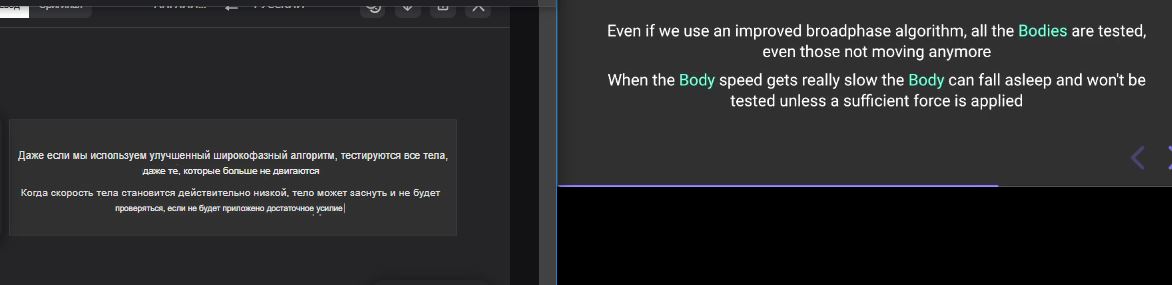 Даже если мы используем улучшенный широкофазный алгоритм, тестируются все тела,
даже те, которые больше не двигаются
Когда скорость тела становится действительно низкой, тело может заснуть и не будет
проверяться, если не будет приложено достаточное усилие
Even if we use an improved broadphase algorithm, all the Bodies are tested,
even those not moving anymore
When the Body speed gets really slow the Body can fall asleep and won't be
tested unless a sufficient force is applied